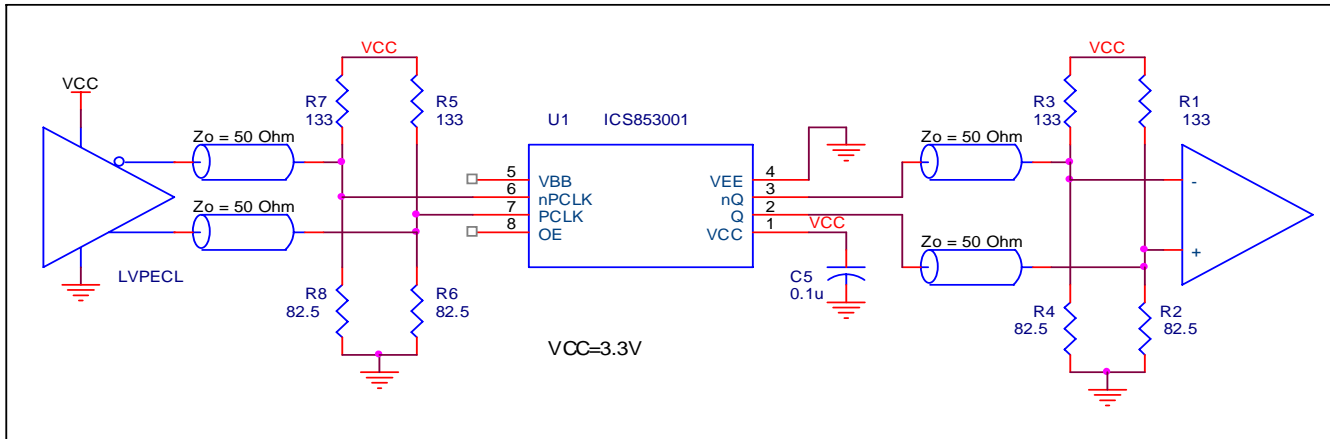 VCC
LVPECL
Zo = 50 Ohm
Zo = 50 Ohm
VCC
R7
133
R5
133
R8
82.5
R6
82.5
U1 ICS853001
5 VBB
6 nPCLK
7 PCLK
8 OE
VEE 4
nQ 3
Q 2
VCC 1
VCC
C5
0.1u
VCC=3.3V
Zo = 50 Ohm
Zo = 50 Ohm
VCC
R3
133
R1
133
R4
82.5
R2
82.5
-
+